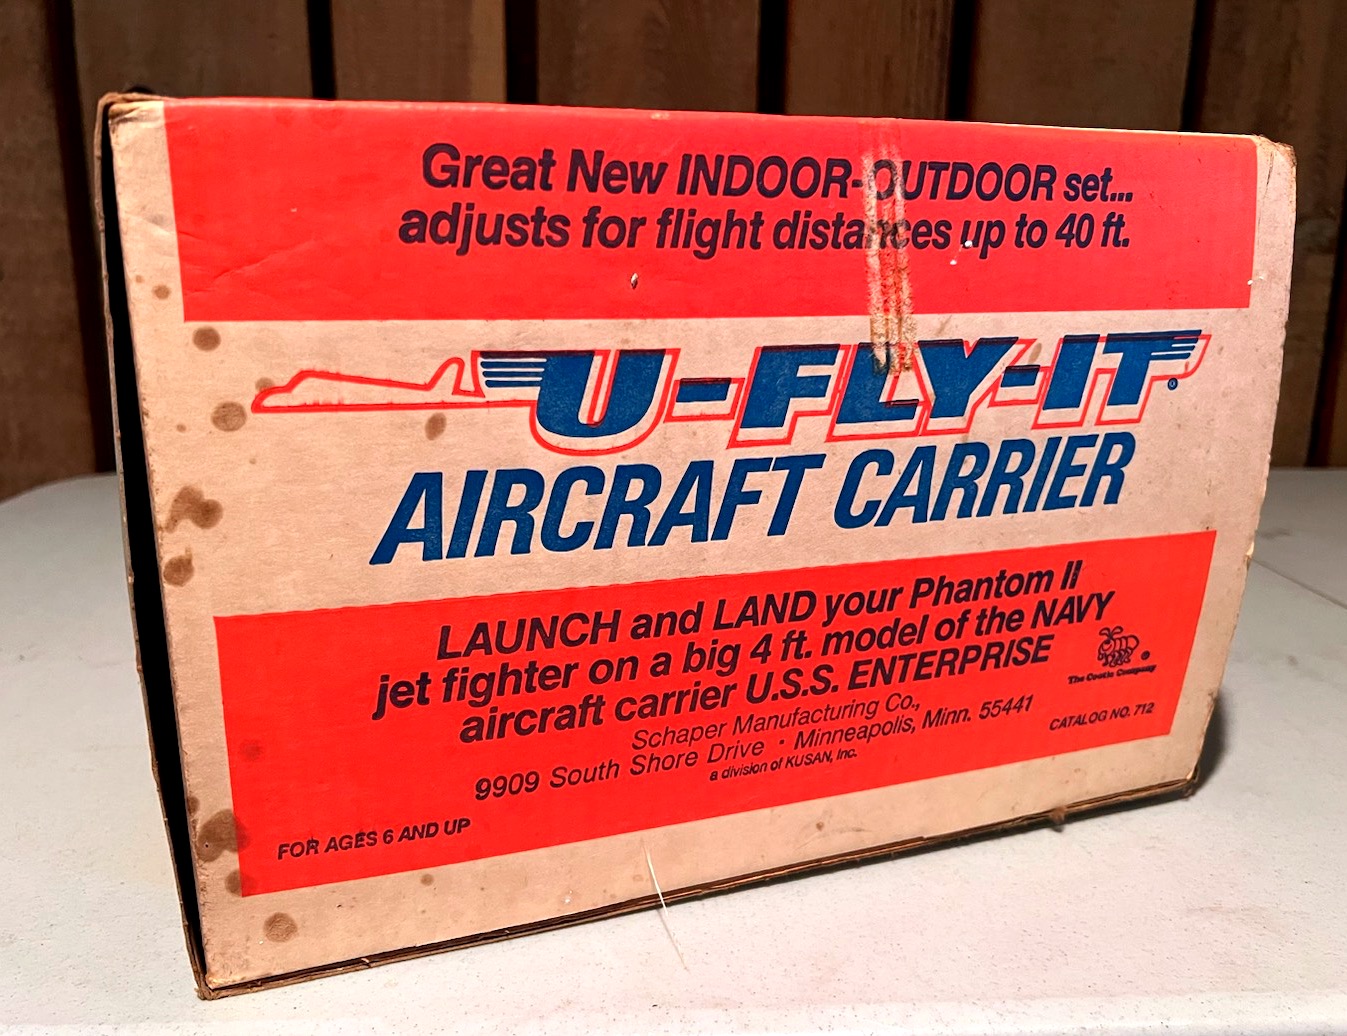 Great New INDOOR-OUTDOOR set...
adjusts for flight distances up to 40 ft.
U-FLY-IT®
AIRCRAFT CARRIER
LAUNCH and LAND your Phantom II
jet fighter on a big 4 ft. model of the NAVY
aircraft carrier U.S.S. ENTERPRISE
®
The Cootie Company
Schaper Manufacturing Co.,
9909 South Shore Drive · Minneapolis, Minn. 55441
a division of KUSAN, Inc.
CATALOG NO. 712
FOR AGES 6 AND UP